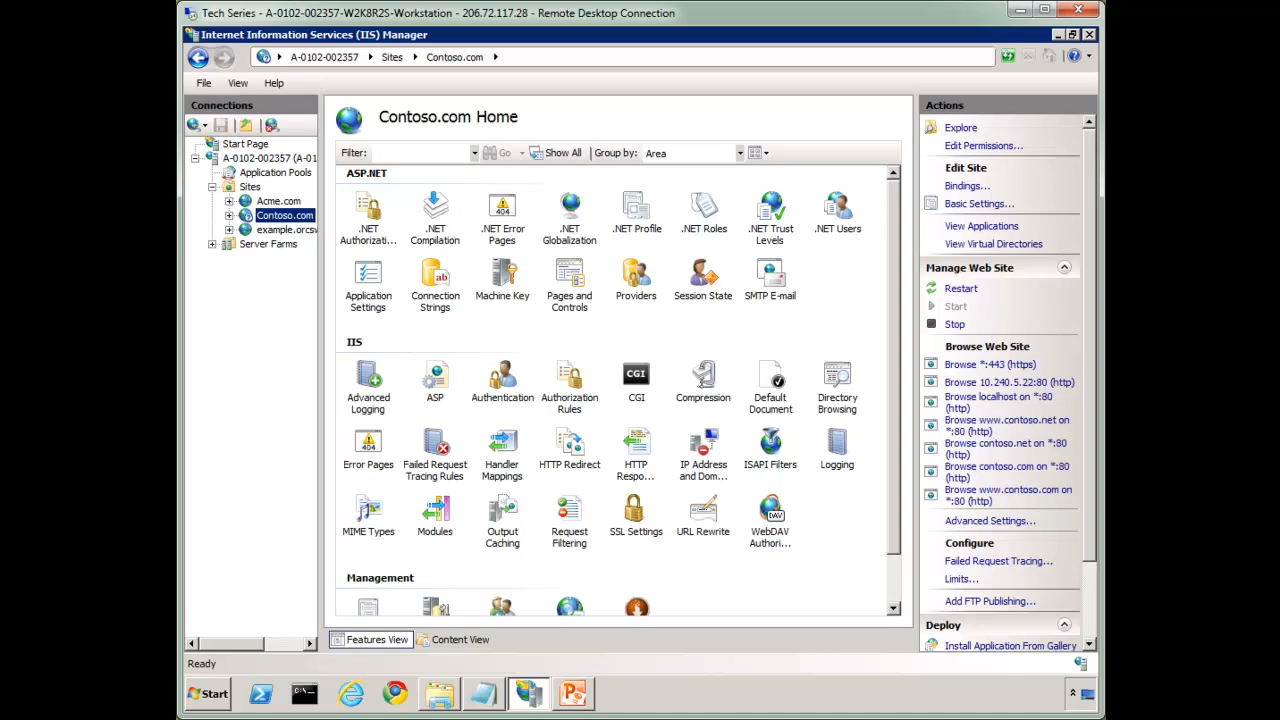 Tech Series - A-0102-002357-W2K8R2S-Workstation - 206.72.117.28 - Remote Desktop Connection
Internet Information Services (IIS) Manager
A-0102-002357 Sites Contoso.com
File View Help
Connections
Start Page
A-0102-002357 (A-01
Application Pools
Sites
Acme.com
Contoso.com
example.orcsw
Server Farms
Contoso.com Home
Filter: Go Show All Group by: Area
ASP.NET
.NET Authorizati...
.NET Compilation
.NET Error Pages
.NET Globalization
.NET Profile
.NET Roles
.NET Trust Levels
.NET Users
Application Settings
Connection Strings
Machine Key
Pages and Controls
Providers
Session State
SMTP E-mail
IIS
Advanced Logging
ASP
Authentication
Authorization Rules
CGI
CGI
Compression
Default Document
Directory Browsing
404
Error Pages
Failed Request Tracing Rules
Handler Mappings
HTTP Redirect
HTTP Respo...
IP Address and Dom...
ISAPI Filters
Logging
MIME Types
Modules
Output Caching
Request Filtering
SSL Settings
URL Rewrite
DAV
WebDAV Authori...
Management
Features View Content View
Actions
Explore
Edit Permissions...
Edit Site
Bindings...
Basic Settings...
View Applications
View Virtual Directories
Manage Web Site
Restart
Start
Stop
Browse Web Site
Browse *:443 (https)
Browse 10.240.5.22:80 (http)
Browse localhost on *:80
(http)
Browse www.contoso.net on
*:80 (http)
Browse contoso.net on *:80
(http)
Browse contoso.com on *:80
(http)
Browse www.contoso.com on
*:80 (http)
Advanced Settings...
Configure
Failed Request Tracing...
Limits...
Add FTP Publishing...
Deploy
Install Application From Gallery
Ready
Start